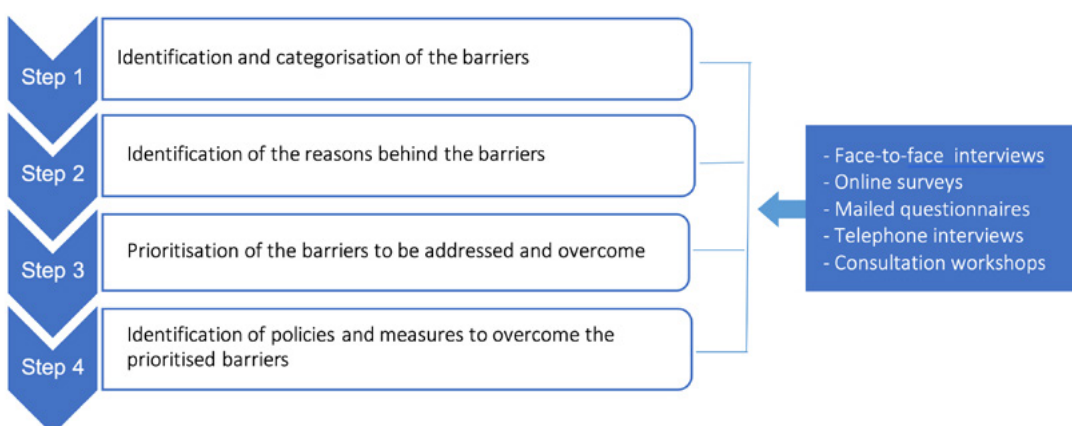 Step 1
Identification and categorisation of the barriers
Step 2
Identification of the reasons behind the barriers
Step 3
Prioritisation of the barriers to be addressed and overcome
Step 4
Identification of policies and measures to overcome the
prioritised barriers
- Face-to-face interviews
- Online surveys
- Mailed questionnaires
- Telephone interviews
- Consultation workshops